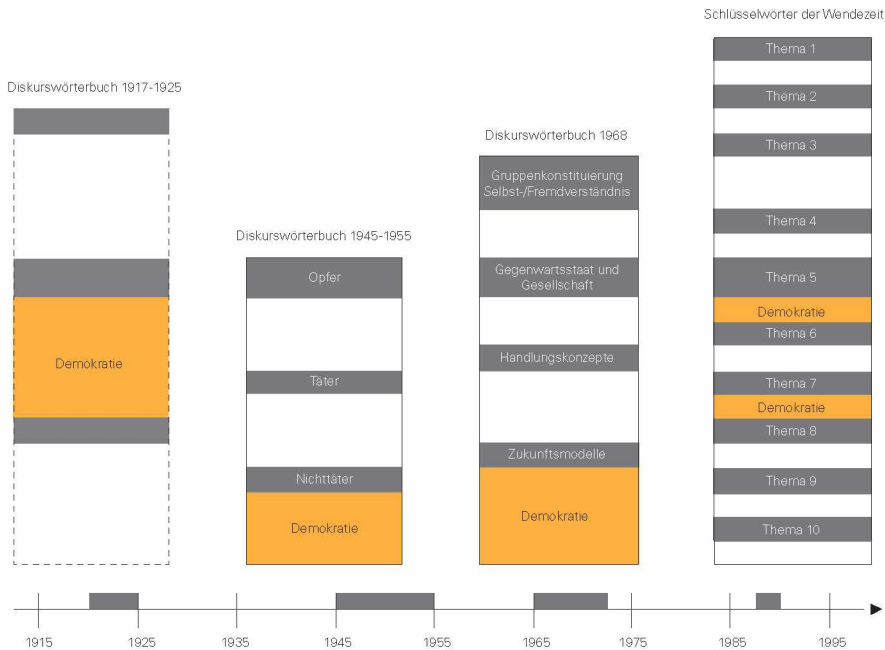 Diskurswörterbuch 1917-1925
Demokratie
Diskurswörterbuch 1945-1955
Opfer
Täter
Nichttäter
Demokratie
Diskurswörterbuch 1968
Gruppenkonstituierung
Selbst-/Fremdverständnis
Gegenwartsstaat und
Gesellschaft
Handlungskonzepte
Zukunftsmodelle
Demokratie
Schlüsselwörter der Wendezeit
Thema 1
Thema 2
Thema 3
Thema 4
Thema 5
Demokratie
Thema 6
Thema 7
Demokratie
Thema 8
Thema 9
Thema 10
1915 1925 1935 1945 1955 1965 1975 1985 1995